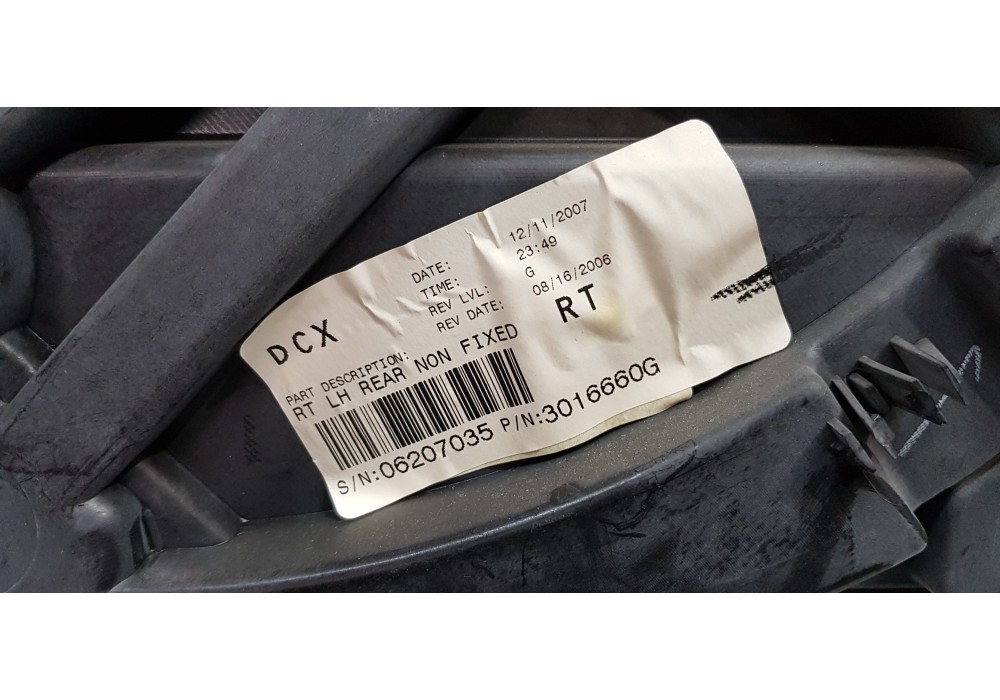 DATE: 12/11/2007
TIME: 23:49
REV LVL: G
REV DATE: 08/16/2006
DCX RT
PART DESCRIPTION:
RT LH REAR NON FIXED
S/N:06207035 P/N:3016660G